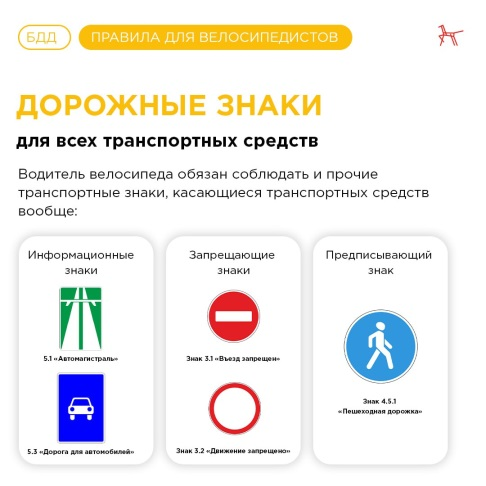 БДД
ПРАВИЛА ДЛЯ ВЕЛОСИПЕДИСТОВ
ДОРОЖНЫЕ ЗНАКИ
для всех транспортных средств
Водитель велосипеда обязан соблюдать и прочие
транспортные знаки, касающиеся транспортных средств
вообще:
Информационные
знаки
5.1 «Автомагистраль»
5.3 «Дорога для автомобилей»
Запрещающие
знаки
Знак 3.1 «Въезд запрещен»
Знак 3.2 «Движение запрещено»
Предписывающий
знак
Знак 4.5.1
«Пешеходная дорожка»